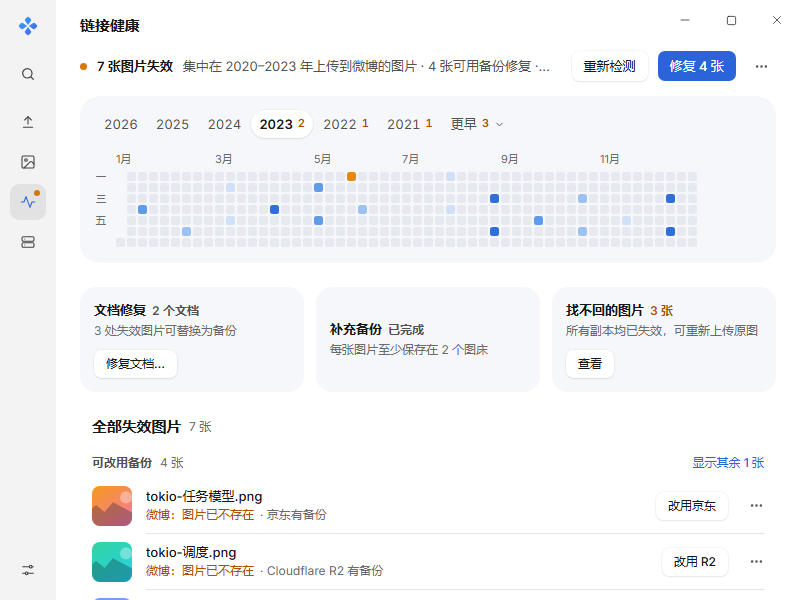 链接健康
7 张图片失效 集中在 2020–2023 年上传到微博的图片 · 4 张可用备份修复 ·...
重新检测
修复 4 张
2026 2025 2024 2023 2 2022 1 2021 1 更早 3
1月 3月 5月 7月 9月 11月
一
三
五
文档修复 2 个文档
3 处失效图片可替换为备份
修复文档...
补充备份 已完成
每张图片至少保存在 2 个图床
找不回的图片 3 张
所有副本均已失效，可重新上传原图
查看
全部失效图片 7 张
可改用备份 4 张
显示其余 1 张
tokio-任务模型.png
微博：图片已不存在 · 京东有备份
改用京东
tokio-调度.png
微博：图片已不存在 · Cloudflare R2 有备份
改用 R2